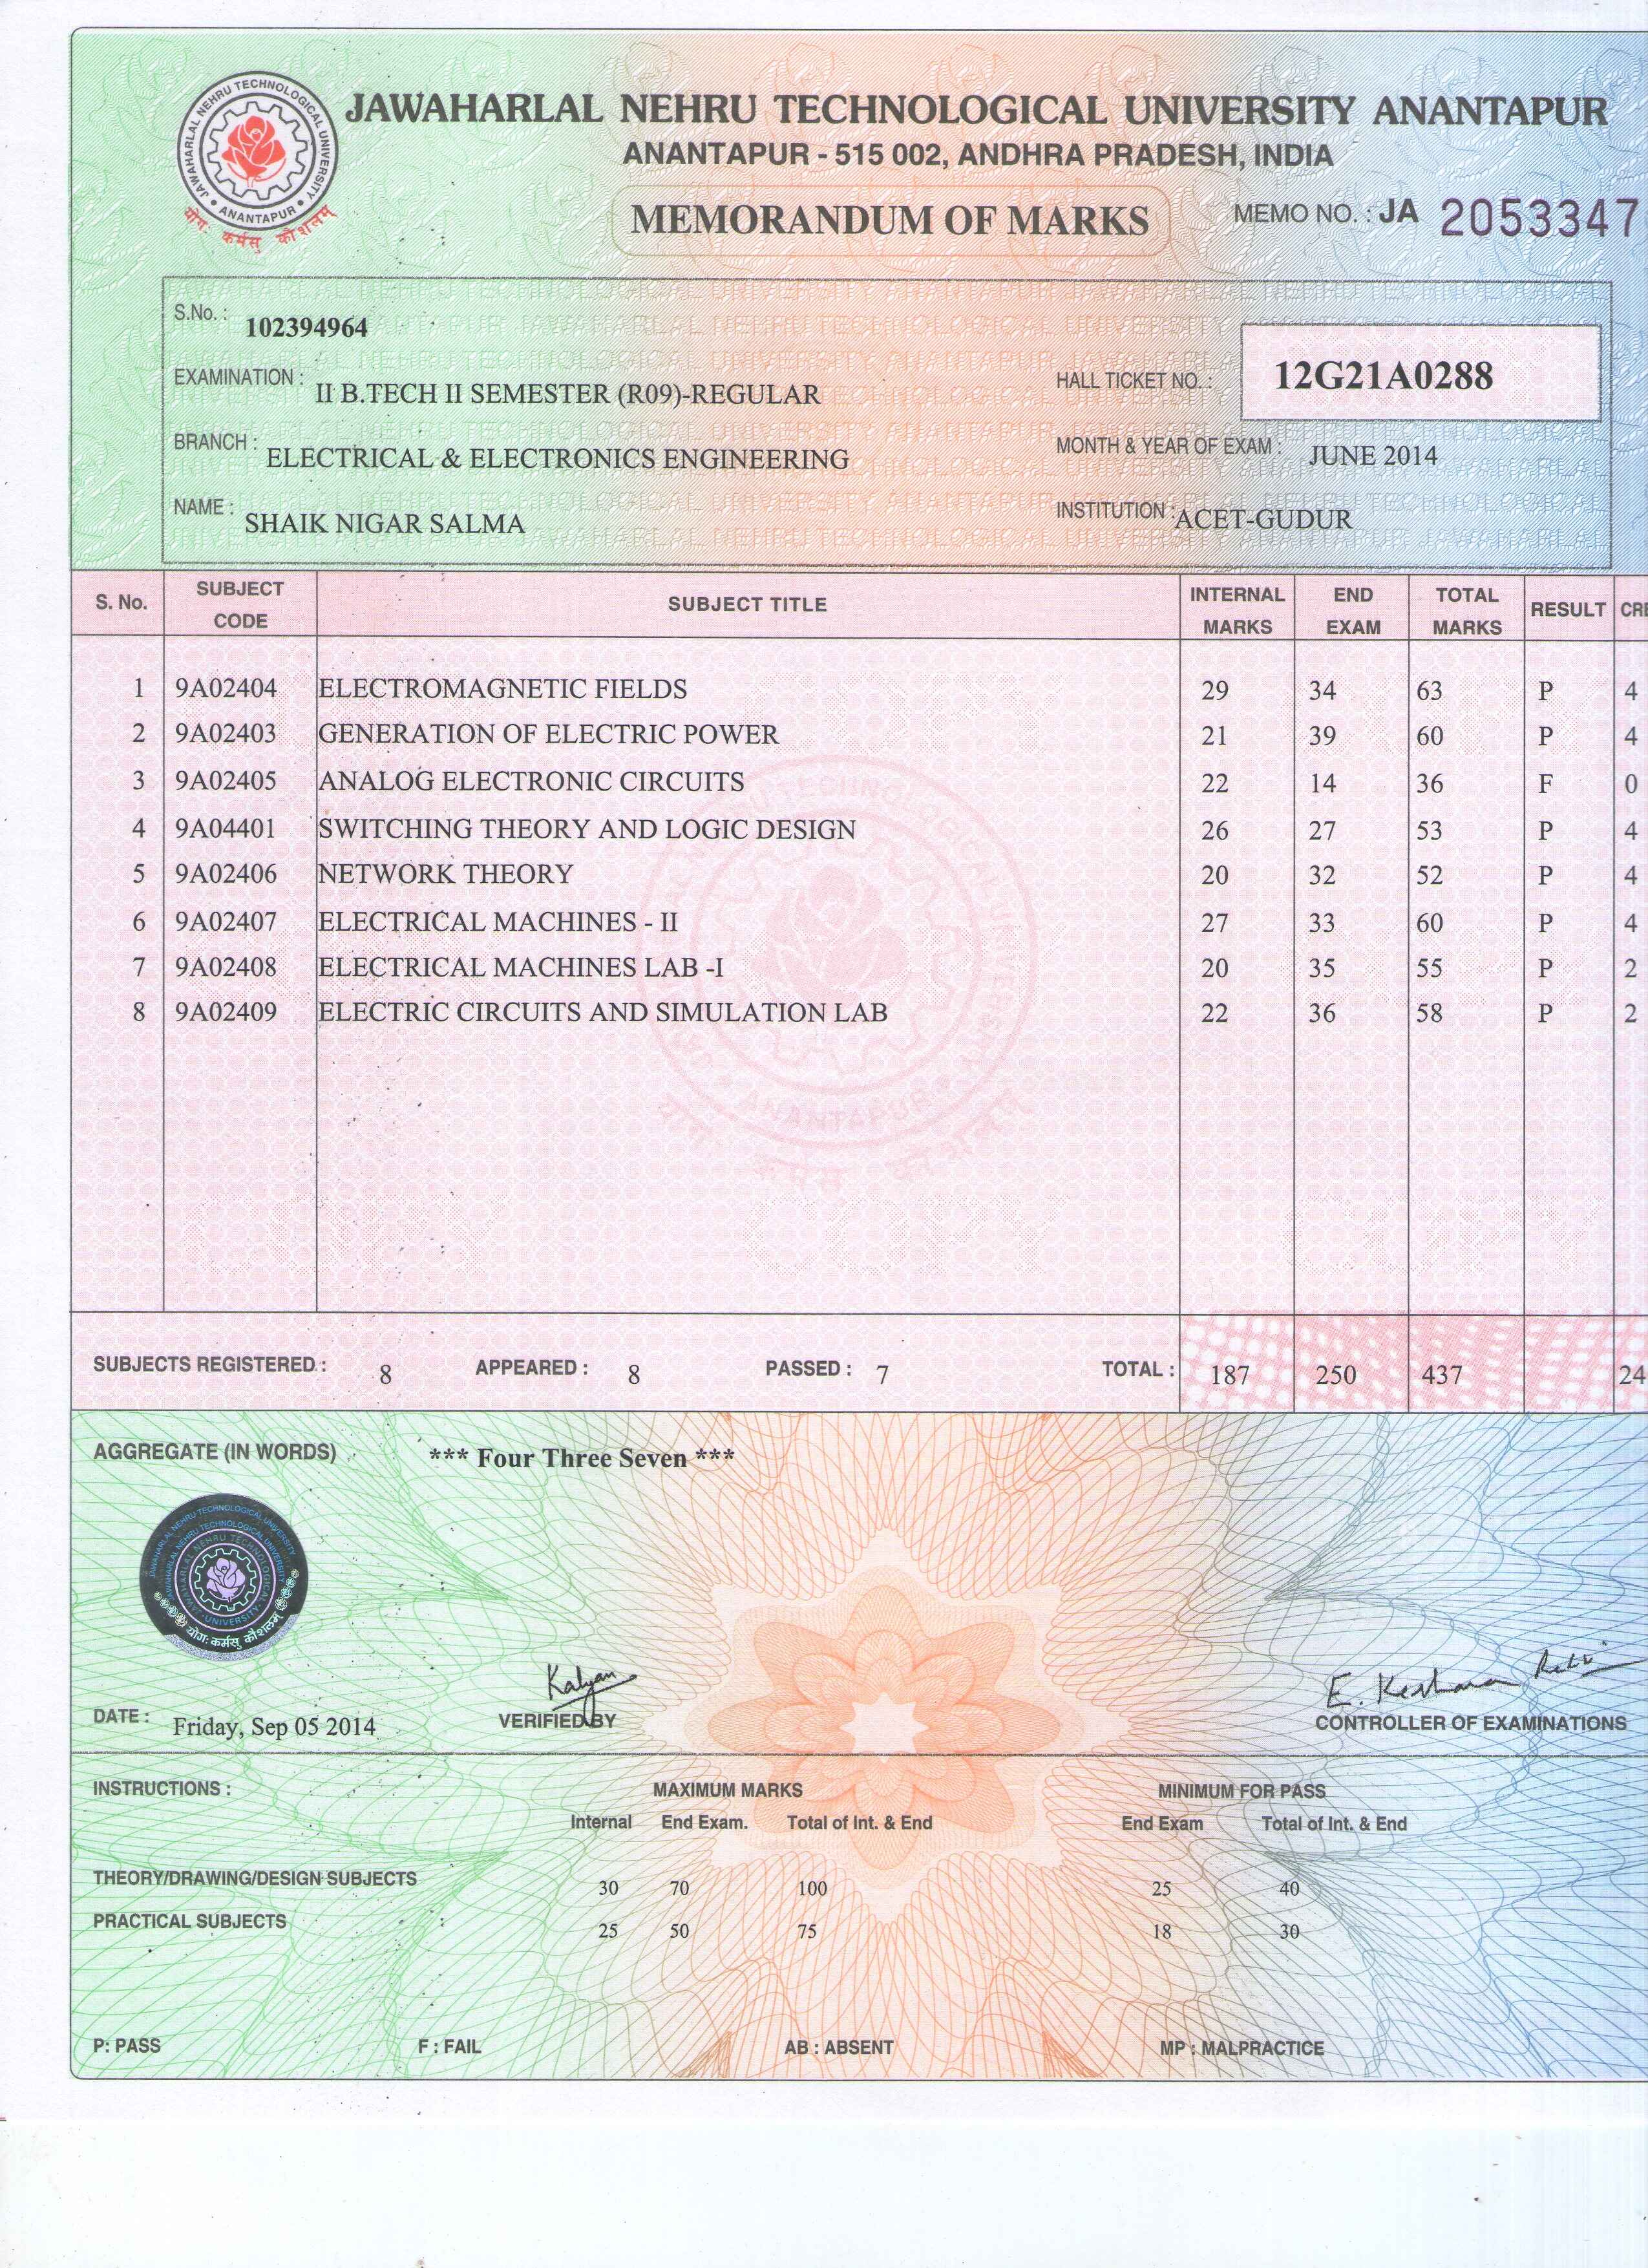 JAWAHARLAL NEHRU TECHNOLOGICAL UNIVERSITY ANANTAPUR
ANANTAPUR - 515 002, ANDHRA PRADESH, INDIA
JAWAHARLAL NEHRU TECHNOLOGICAL UNIVERSITY
• ANANTAPUR •
योगः कर्मसु कौशलम्
MEMORANDUM OF MARKS
MEMO NO. : JA 2053347
S.No. : 102394964
EXAMINATION : II B.TECH II SEMESTER (R09)-REGULAR
HALL TICKET NO. : 12G21A0288
BRANCH : ELECTRICAL & ELECTRONICS ENGINEERING
MONTH & YEAR OF EXAM : JUNE 2014
NAME : SHAIK NIGAR SALMA
INSTITUTION : ACET-GUDUR
S. No. SUBJECT CODE SUBJECT TITLE INTERNAL MARKS END EXAM TOTAL MARKS RESULT CRE
1 9A02404 ELECTROMAGNETIC FIELDS 29 34 63 P 4
2 9A02403 GENERATION OF ELECTRIC POWER 21 39 60 P 4
3 9A02405 ANALOG ELECTRONIC CIRCUITS 22 14 36 F 0
4 9A04401 SWITCHING THEORY AND LOGIC DESIGN 26 27 53 P 4
5 9A02406 NETWORK THEORY 20 32 52 P 4
6 9A02407 ELECTRICAL MACHINES - II 27 33 60 P 4
7 9A02408 ELECTRICAL MACHINES LAB -I 20 35 55 P 2
8 9A02409 ELECTRIC CIRCUITS AND SIMULATION LAB 22 36 58 P 2
COPY COPY COPY
SUBJECTS REGISTERED : 8 APPEARED : 8 PASSED : 7 TOTAL : 187 250 437 24
AGGREGATE (IN WORDS) *** Four Three Seven ***
JAWAHARLAL NEHRU TECHNOLOGICAL UNIVERSITY
योगः कर्मसु कौशलम्
Kalyan
E. Keshava Reddy
DATE : Friday, Sep 05 2014
VERIFIED BY
CONTROLLER OF EXAMINATIONS
INSTRUCTIONS : MAXIMUM MARKS MINIMUM FOR PASS
Internal End Exam. Total of Int. & End End Exam Total of Int. & End
THEORY/DRAWING/DESIGN SUBJECTS 30 70 100 25 40
PRACTICAL SUBJECTS : 25 50 75 18 30
P: PASS F : FAIL AB : ABSENT MP : MALPRACTICE